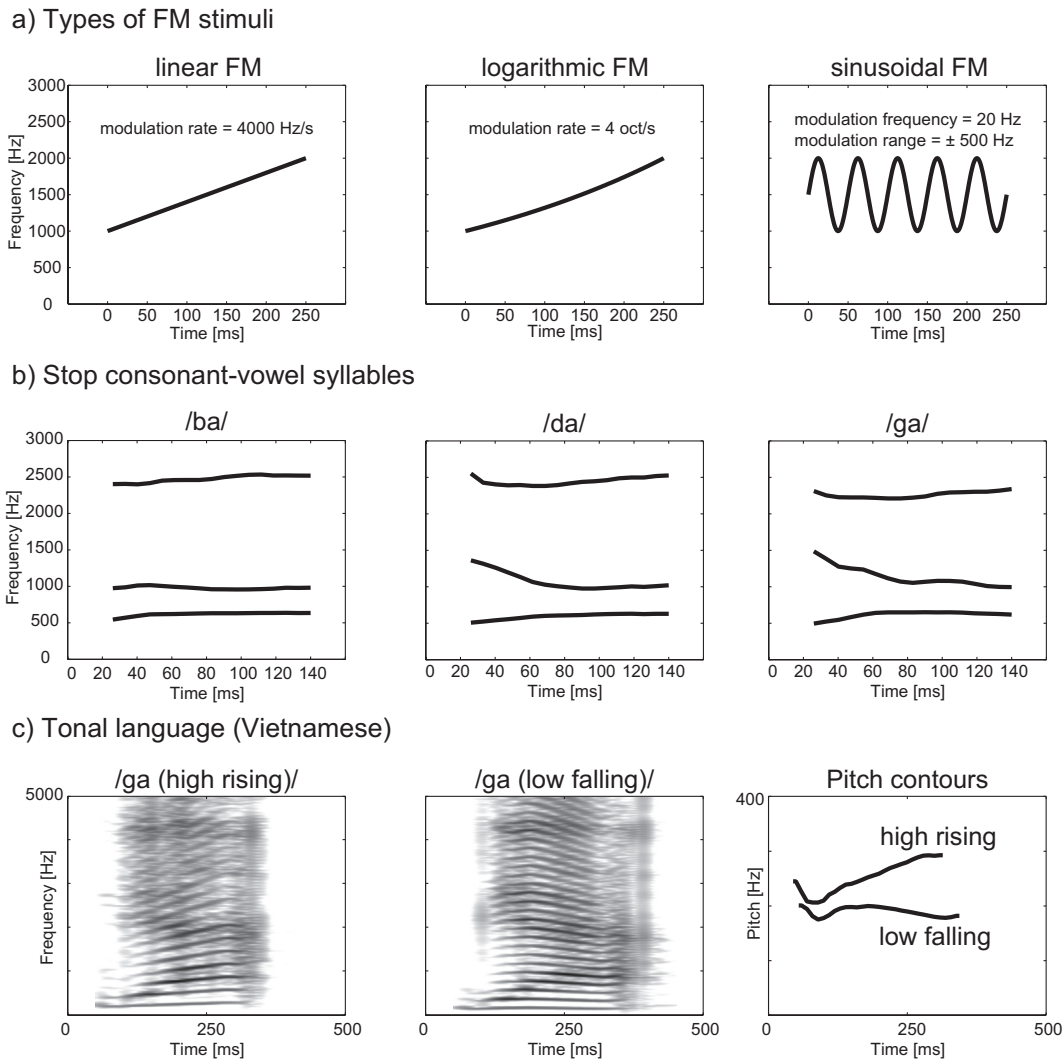 a) Types of FM stimuli
linear FM
logarithmic FM
sinusoidal FM
3000
2500
2000
1500
1000
500
0
Frequency [Hz]
modulation rate = 4000 Hz/s
modulation rate = 4 oct/s
modulation frequency = 20 Hz
modulation range = ± 500 Hz
0 50 100 150 200 250
Time [ms]
0 50 100 150 200 250
Time [ms]
0 50 100 150 200 250
Time [ms]
b) Stop consonant-vowel syllables
/ba/
/da/
/ga/
3000
2500
2000
1500
1000
500
0
Frequency [Hz]
0 20 40 60 80 100 120 140
Time [ms]
0 20 40 60 80 100 120 140
Time [ms]
0 20 40 60 80 100 120 140
Time [ms]
c) Tonal language (Vietnamese)
/ga (high rising)/
/ga (low falling)/
Pitch contours
5000
Frequency [Hz]
0 250 500
Time [ms]
0 250 500
Time [ms]
400
Pitch [Hz]
high rising
low falling
0 250 500
Time [ms]